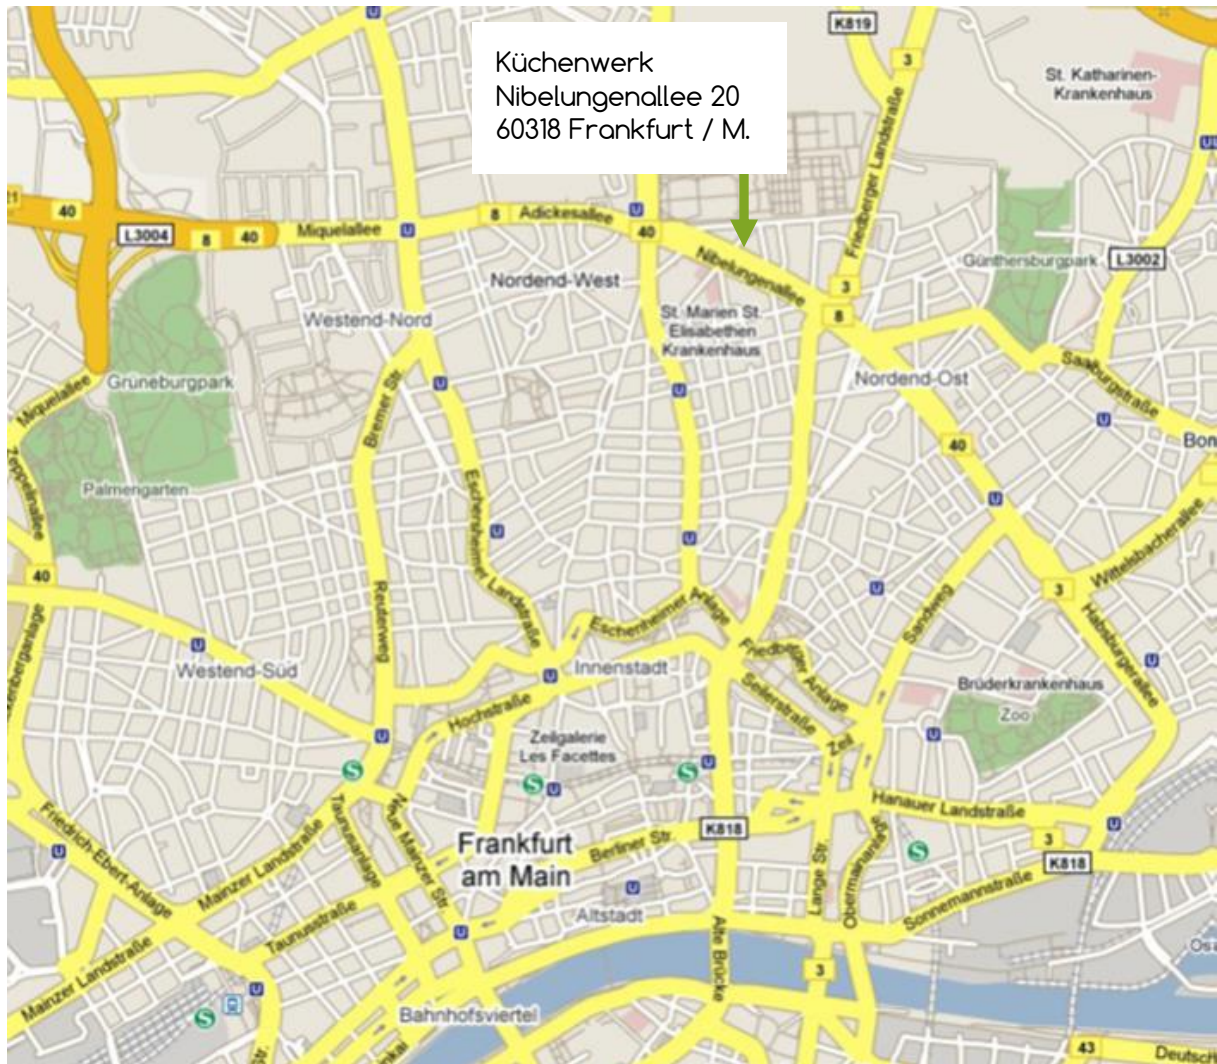 Küchenwerk
Nibelungenallee 20
60318 Frankfurt / M.
K819
3
St. Katharinen-
Krankenhaus
40
L3004
8
40
Miquelallee
8
Adickesallee
40
Nibelungenallee
Friedberger Landstraße
3
8
Günthersburgpark
L3002
Nordend-West
Westend-Nord
St. Marien St.
Elisabethen
Krankenhaus
Grüneburgpark
Miquelallee
Bremer Str.
Nordend-Ost
Saalburgstraße
40
Bon
Zeppelinallee
Palmengarten
Eschersheimer Landstraße
40
Reuterweg
3
Wittelsbacherallee
Sandweg
Habsburgerallee
Eschenheimer Anlage
Westend-Süd
Innenstadt
Friedberger Anlage
Seilerstraße
Brüderkrankenhaus
Zoo
Hochstraße
Zeilgalerie
Les Facettes
Zeil
Hanauer Landstraße
Taunusanlage
Neue Mainzer Str.
Friedrich-Ebert-Anlage
Mainzer Landstraße
Frankfurt
am Main
Berliner Str.
K818
3
K818
Lange Str.
Obermainanlage
Sonnemannstraße
Taunusstraße
Altstadt
Alte Brücke
Mainzer Landstraße
3
Bahnhofsviertel
43
Deutsch